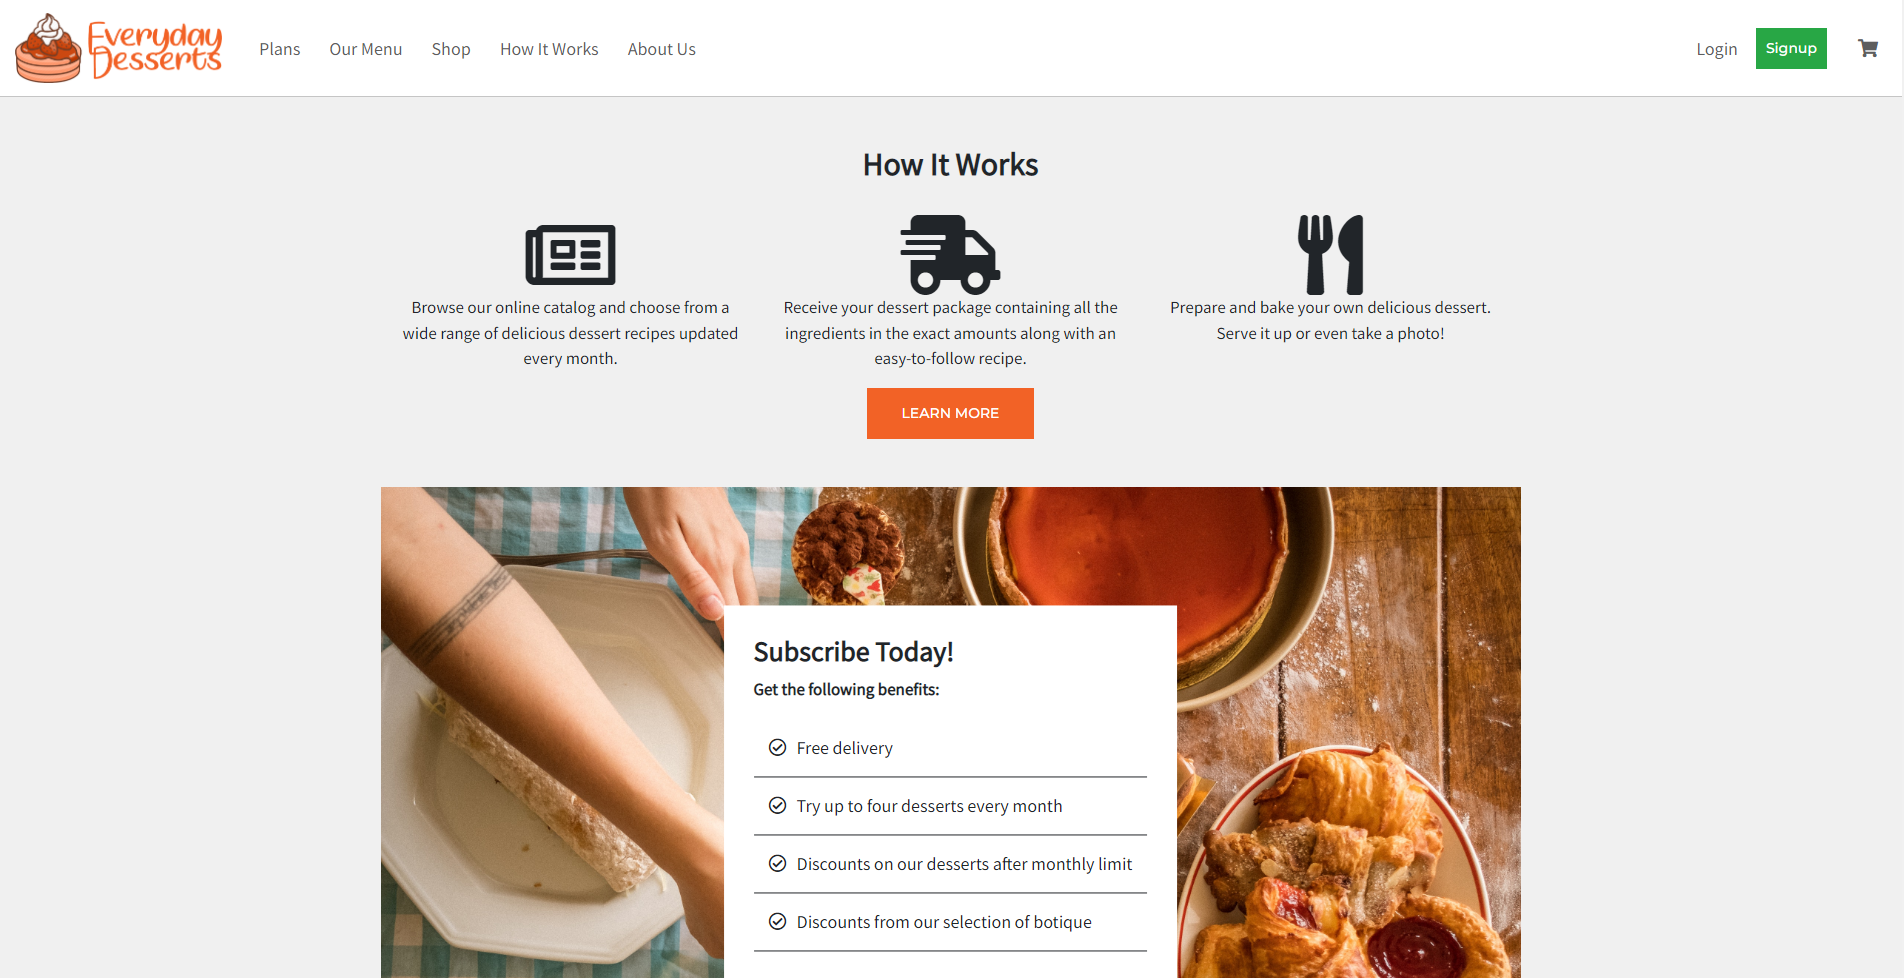 Everyday
Desserts
Plans
Our Menu
Shop
How It Works
About Us
Login
Signup
How It Works
Browse our online catalog and choose from a
wide range of delicious dessert recipes updated
every month.
Receive your dessert package containing all the
ingredients in the exact amounts along with an
easy-to-follow recipe.
Prepare and bake your own delicious dessert.
Serve it up or even take a photo!
LEARN MORE
Subscribe Today!
Get the following benefits:
Free delivery
Try up to four desserts every month
Discounts on our desserts after monthly limit
Discounts from our selection of botique